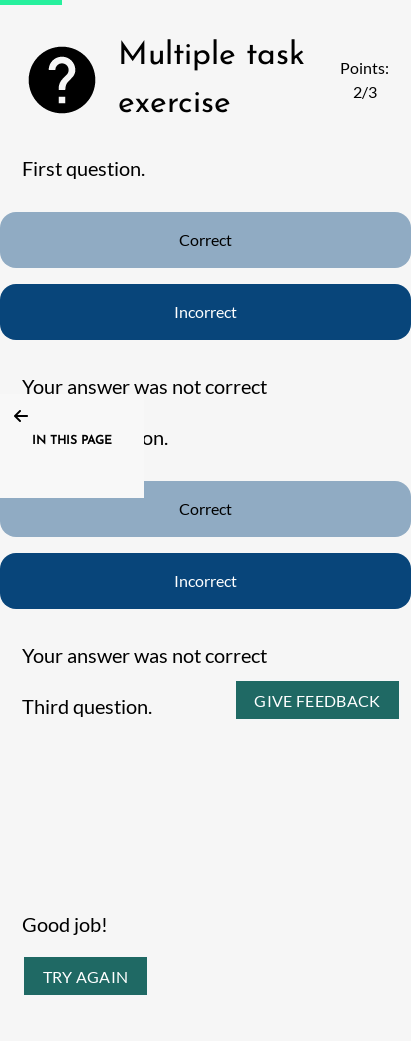 Multiple task
exercise
Points:
2/3
First question.
Correct
Incorrect
Your answer was not correct
IN THIS PAGE
on.
Correct
Incorrect
Your answer was not correct
Third question.
GIVE FEEDBACK
Good job!
TRY AGAIN